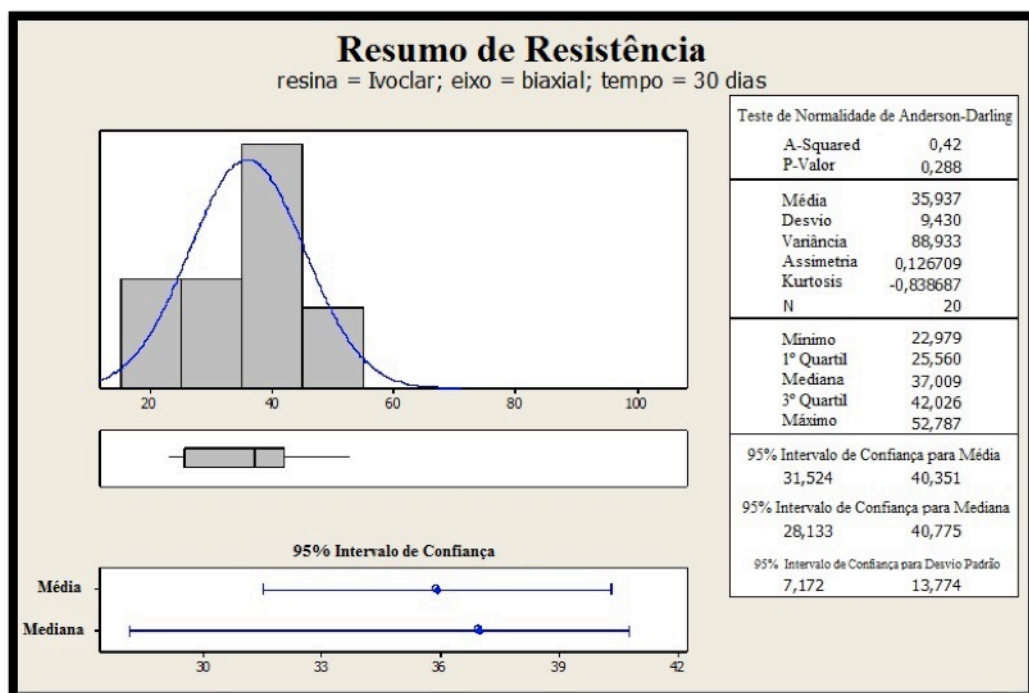 Resumo de Resistência
resina = Ivoclar; eixo = biaxial; tempo = 30 dias
20 40 60 80 100
95% Intervalo de Confiança
Média
Mediana
30 33 36 39 42
Teste de Normalidade de Anderson-Darling
A-Squared 0,42
P-Valor 0,288
Média 35,937
Desvio 9,430
Variância 88,933
Assimetria 0,126709
Kurtosis -0,838687
N 20
Mínimo 22,979
1º Quartil 25,560
Mediana 37,009
3º Quartil 42,026
Máximo 52,787
95% Intervalo de Confiança para Média
31,524 40,351
95% Intervalo de Confiança para Mediana
28,133 40,775
95% Intervalo de Confiança para Desvio Padrão
7,172 13,774